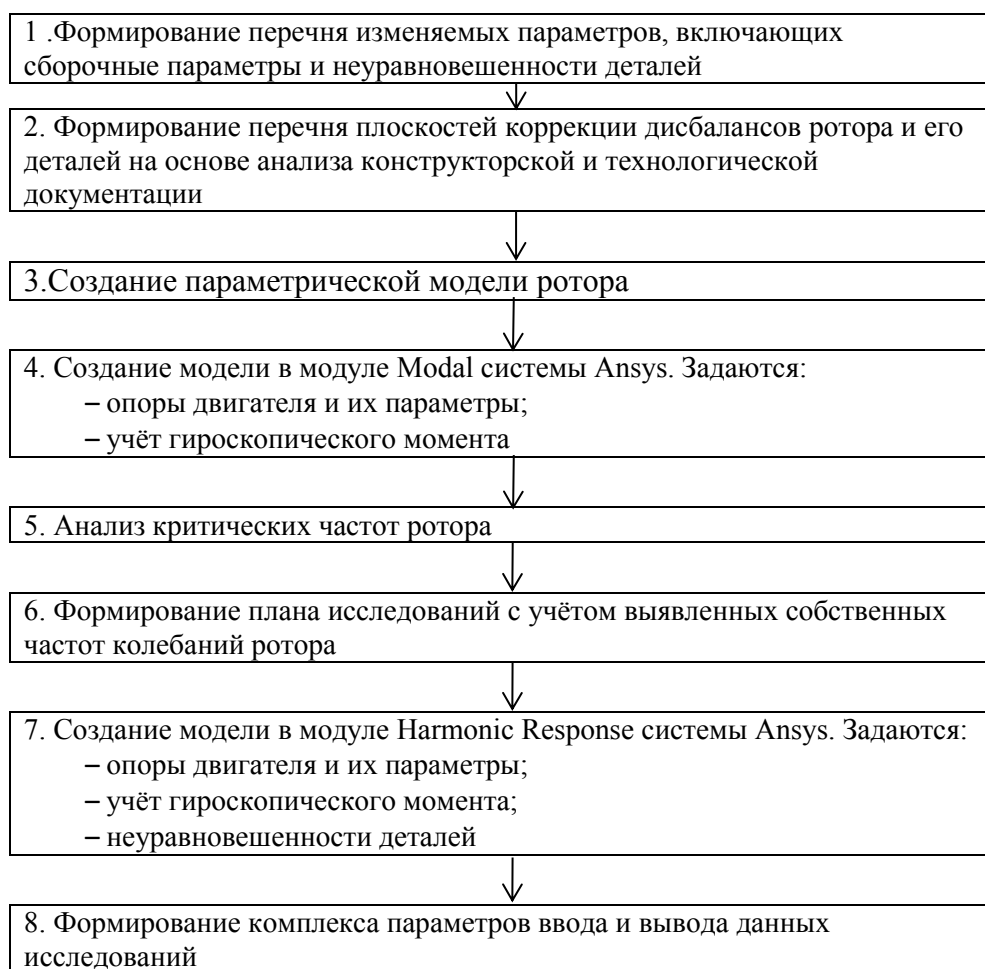 1 .Формирование перечня изменяемых параметров, включающих
сборочные параметры и неуравновешенности деталей
2. Формирование перечня плоскостей коррекции дисбалансов ротора и его
деталей на основе анализа конструкторской и технологической
документации
3.Создание параметрической модели ротора
4. Создание модели в модуле Modal системы Ansys. Задаются:
– опоры двигателя и их параметры;
– учёт гироскопического момента
5. Анализ критических частот ротора
6. Формирование плана исследований с учётом выявленных собственных
частот колебаний ротора
7. Создание модели в модуле Harmonic Response системы Ansys. Задаются:
– опоры двигателя и их параметры;
– учёт гироскопического момента;
– неуравновешенности деталей
8. Формирование комплекса параметров ввода и вывода данных
исследований